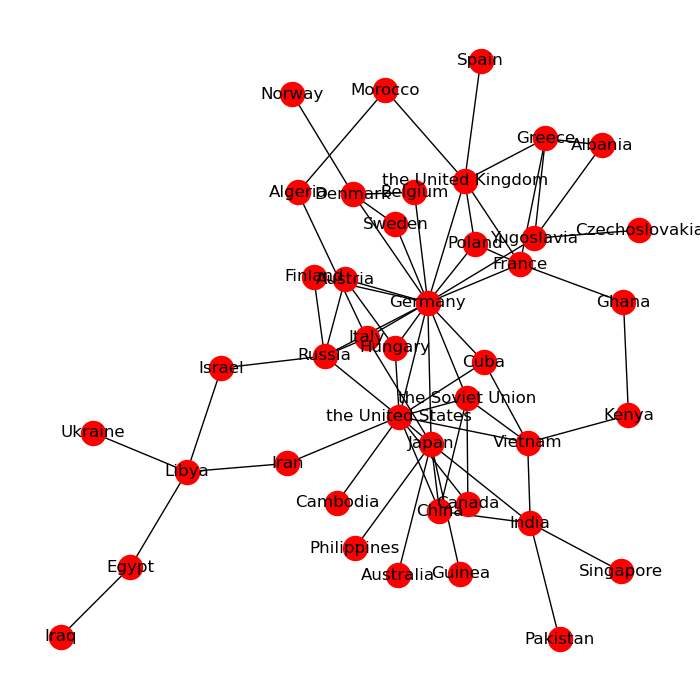 Spain
Norway
Morocco
Greece
Albania
the United Kingdom
Algeria
Denmark
Belgium
Sweden
Czechoslovakia
Yugoslavia
Poland
France
Finland
Austria
Germany
Ghana
Italy
Hungary
Russia
Cuba
Israel
the Soviet Union
the United States
Kenya
Ukraine
Japan
Vietnam
Iran
Libya
Cambodia
Canada
China
India
Philippines
Egypt
Australia
Guinea
Singapore
Iraq
Pakistan